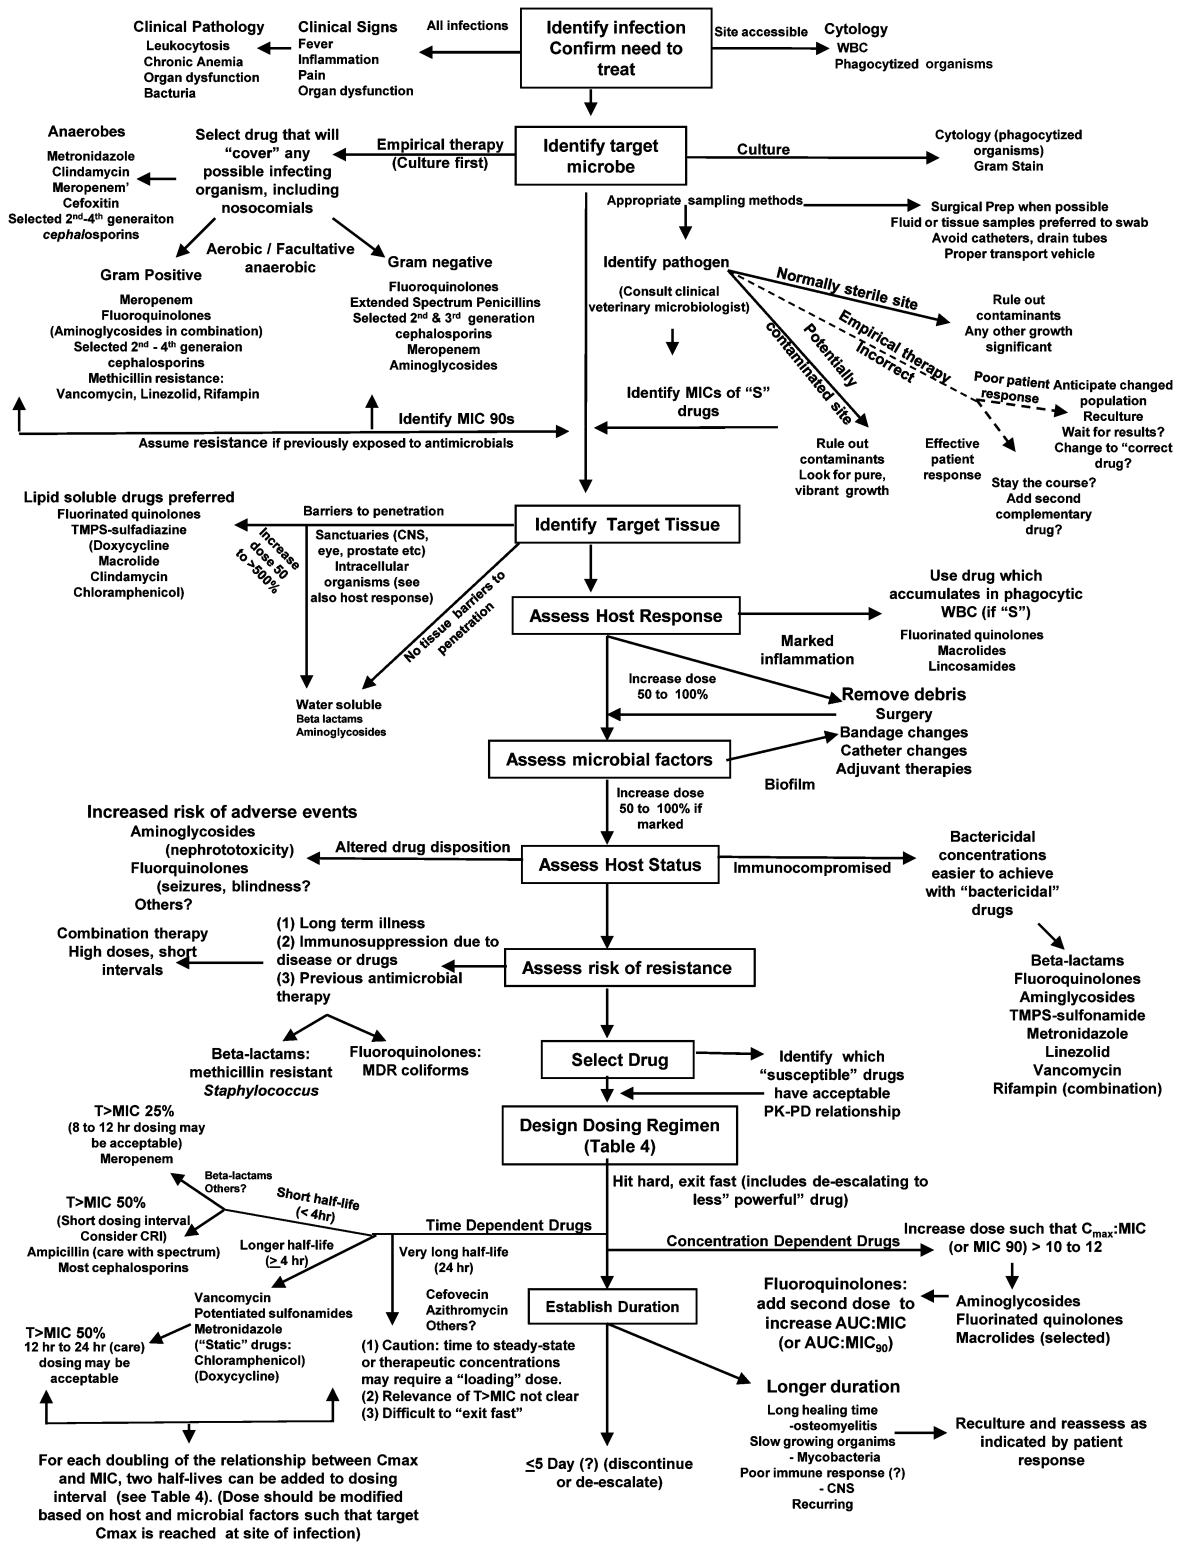 Clinical Pathology
Leukocytosis
Chronic Anemia
Organ dysfunction
Bacturia
Clinical Signs
Fever
Inflammation
Pain
Organ dysfunction
All infections
Identify infection
Confirm need to
treat
Site accessible
Cytology
WBC
Phagocytized organisms
Anaerobes
Metronidazole
Clindamycin
Meropenem’
Cefoxitin
Selected 2nd-4th generaiton
cephalosporins
Select drug that will
“cover” any
possible infecting
organism, including
nosocomials
Empirical therapy
(Culture first)
Identify target
microbe
Culture
Cytology (phagocytized
organisms)
Gram Stain
Appropriate sampling methods
Surgical Prep when possible
Fluid or tissue samples preferred to swab
Avoid catheters, drain tubes
Proper transport vehicle
Aerobic / Facultative
anaerobic
Gram Positive
Meropenem
Fluroquinolones
(Aminoglycosides in combination)
Selected 2nd - 4th generaion
cephalosporins
Methicillin resistance:
Vancomycin, Linezolid, Rifampin
Gram negative
Fluoroquinolones
Extended Spectrum Penicillins
Selected 2nd & 3rd generation
cephalosporins
Meropenem
Aminoglycosides
Identify pathogen
(Consult clinical
veterinary microbiologist)
Identify MICs of “S”
drugs
Normally sterile site
Rule out
contaminants
Any other growth
significant
Empirical therapy
Incorrect
Potentially
contaminated site
Rule out
contaminants
Look for pure,
vibrant growth
Poor patient
response
Anticipate changed
population
Reculture
Wait for results?
Change to “correct
drug?
Effective
patient
response
Stay the course?
Add second
complementary
drug?
Identify MIC 90s
Assume resistance if previously exposed to antimicrobials
Lipid soluble drugs preferred
Fluorinated quinolones
TMPS-sulfadiazine
(Doxycycline
Macrolide
Clindamycin
Chloramphenicol)
Barriers to penetration
Sanctuaries (CNS,
eye, prostate etc)
Intracellular
organisms (see
also host response)
Increase
dose 50
to >500%
Identify Target Tissue
No tissue barriers to
penetration
Water soluble
Beta lactams
Aminoglycosides
Assess Host Response
Use drug which
accumulates in phagocytic
WBC (if “S”)
Fluorinated quinolones
Macrolides
Lincosamides
Marked
inflammation
Increase dose
50 to 100%
Remove debris
Surgery
Bandage changes
Catheter changes
Adjuvant therapies
Assess microbial factors
Biofilm
Increase dose
50 to 100% if
marked
Increased risk of adverse events
Aminoglycosides
(nephrototoxicity)
Fluroquinolones
(seizures, blindness?
Others?
Altered drug disposition
Assess Host Status
Immunocompromised
Bactericidal
concentrations
easier to achieve
with “bactericidal”
drugs
Beta-lactams
Fluoroquinolones
Aminglycosides
TMPS-sulfonamide
Metronidazole
Linezolid
Vancomycin
Rifampin (combination)
Combination therapy
High doses, short
intervals
(1) Long term illness
(2) Immunosuppression due to
disease or drugs
(3) Previous antimicrobial
therapy
Assess risk of resistance
Beta-lactams:
methicillin resistant
Staphylococcus
Fluoroquinolones:
MDR coliforms
Select Drug
Identify which
“susceptible” drugs
have acceptable
PK-PD relationship
Design Dosing Regimen
(Table 4)
Hit hard, exit fast (includes de-escalating to
less” powerful” drug)
T>MIC 25%
(8 to 12 hr dosing may
be acceptable)
Meropenem
Beta-lactams
Others?
Short half-life
(< 4hr)
T>MIC 50%
(Short dosing interval
Consider CRI)
Ampicillin (care with spectrum)
Most cephalosporins
Time Dependent Drugs
Longer half-life
(≥ 4 hr)
Very long half-life
(24 hr)
Cefovecin
Azithromycin
Others?
Concentration Dependent Drugs
Increase dose such that Cmax:MIC
(or MIC 90) > 10 to 12
Fluoroquinolones:
add second dose to
increase AUC:MIC
(or AUC:MIC90)
Aminoglycosides
Fluorinated quinolones
Macrolides (selected)
Vancomycin
Potentiated sulfonamides
Metronidazole
(“Static” drugs:
Chloramphenicol)
(Doxycycline)
T>MIC 50%
12 hr to 24 hr (care)
dosing may be
acceptable
(1) Caution: time to steady-state
or therapeutic concentrations
may require a “loading” dose.
(2) Relevance of T>MIC not clear
(3) Difficult to “exit fast”
Establish Duration
Longer duration
Long healing time
-osteomyelitis
Slow growing organims
- Mycobacteria
Poor immune response (?)
- CNS
Recurring
Reculture and reassess as
indicated by patient
response
≤5 Day (?) (discontinue
or de-escalate)
For each doubling of the relationship between Cmax
and MIC, two half-lives can be added to dosing
interval (see Table 4). (Dose should be modified
based on host and microbial factors such that target
Cmax is reached at site of infection)